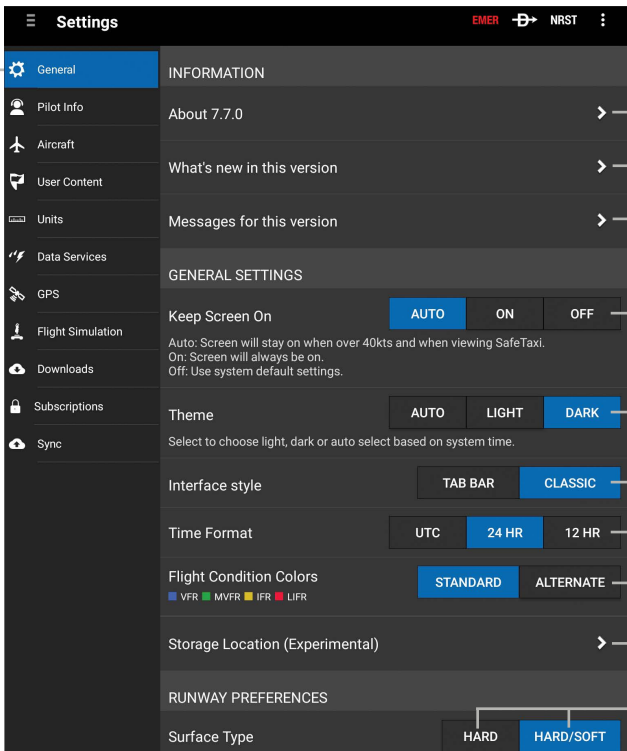 Settings
EMER D NRST
General
Pilot Info
Aircraft
User Content
Units
Data Services
GPS
Flight Simulation
Downloads
Subscriptions
Sync
INFORMATION
About 7.7.0
What's new in this version
Messages for this version
GENERAL SETTINGS
Keep Screen On AUTO ON OFF
Auto: Screen will stay on when over 40kts and when viewing SafeTaxi.
On: Screen will always be on.
Off: Use system default settings.
Theme AUTO LIGHT DARK
Select to choose light, dark or auto select based on system time.
Interface style TAB BAR CLASSIC
Time Format UTC 24 HR 12 HR
Flight Condition Colors STANDARD ALTERNATE
VFR MVFR IFR LIFR
Storage Location (Experimental)
RUNWAY PREFERENCES
Surface Type HARD HARD/SOFT